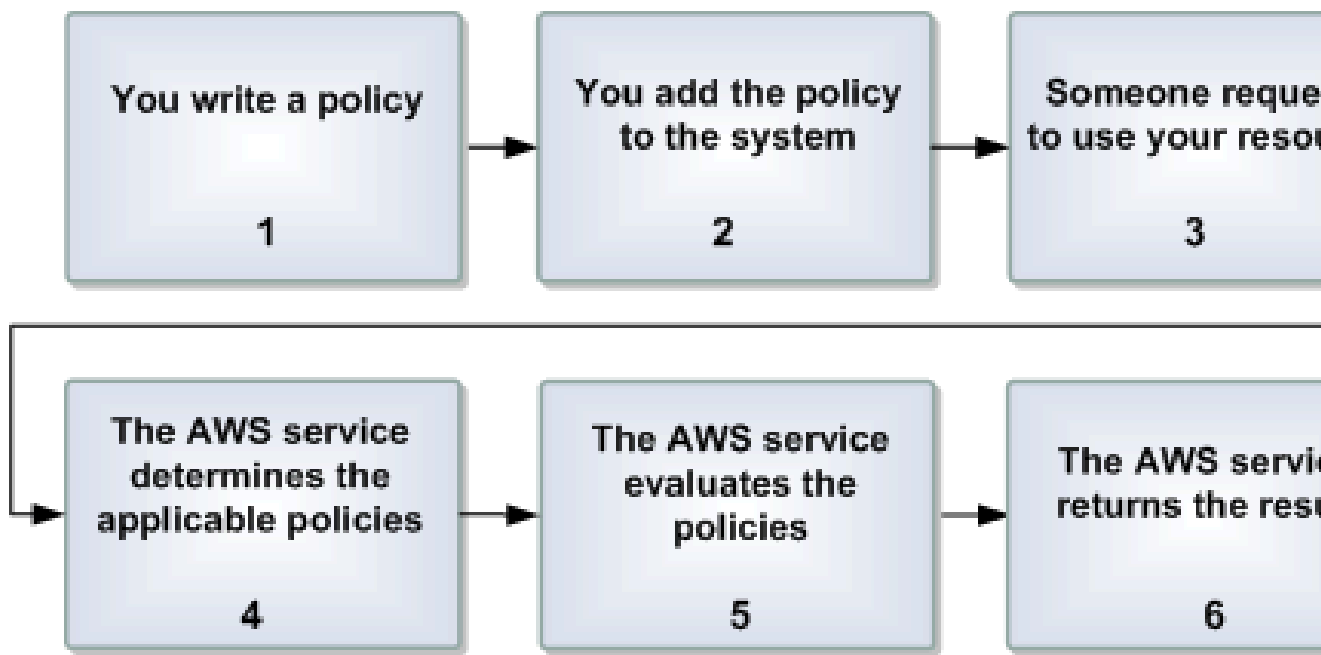 You write a policy
1
You add the policy
to the system
2
Someone reque
to use your resou
3
The AWS service
determines the
applicable policies
4
The AWS service
evaluates the
policies
5
The AWS servi
returns the resu
6